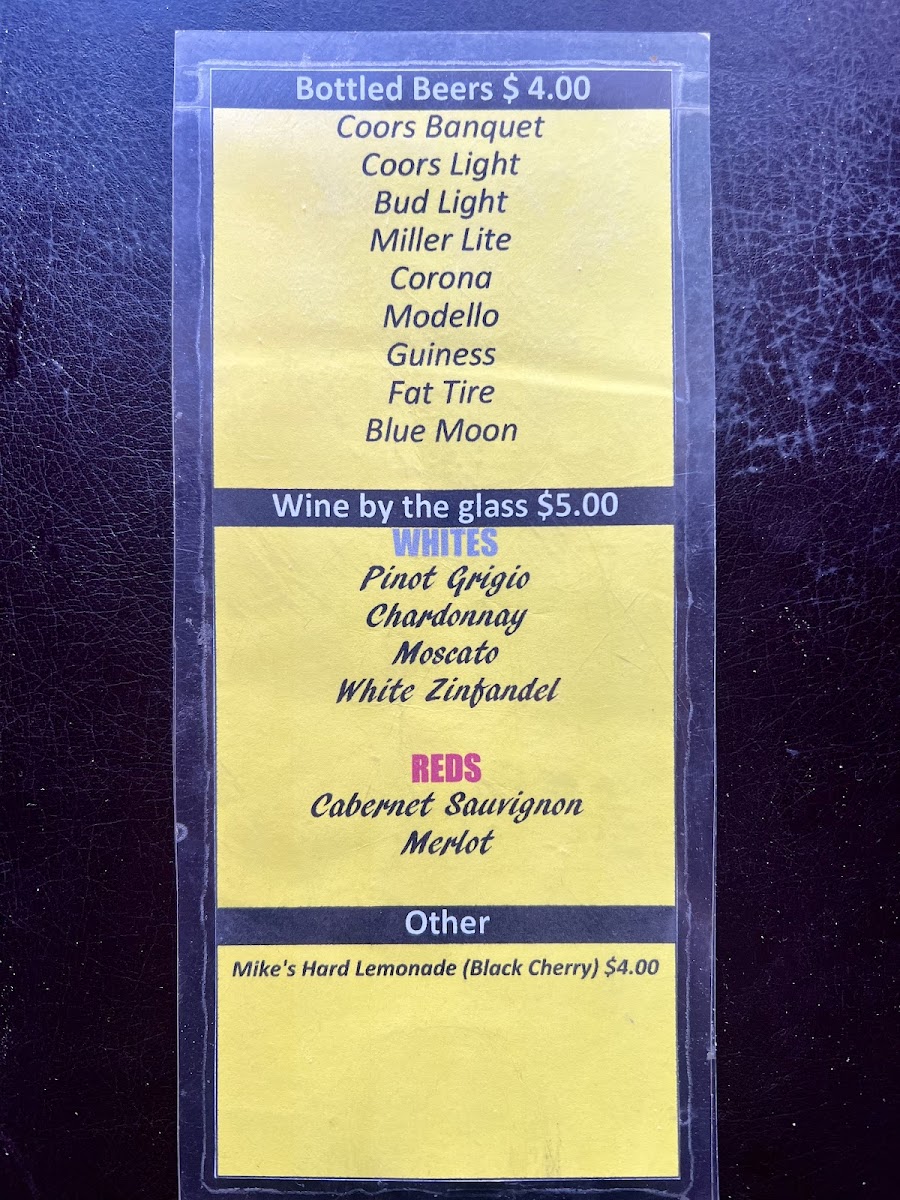 Bottled Beers $ 4.00
Coors Banquet
Coors Light
Bud Light
Miller Lite
Corona
Modello
Guiness
Fat Tire
Blue Moon
Wine by the glass $5.00
WHITES
Pinot Grigio
Chardonnay
Moscato
White Zinfandel
REDS
Cabernet Sauvignon
Merlot
Other
Mike's Hard Lemonade (Black Cherry) $4.00